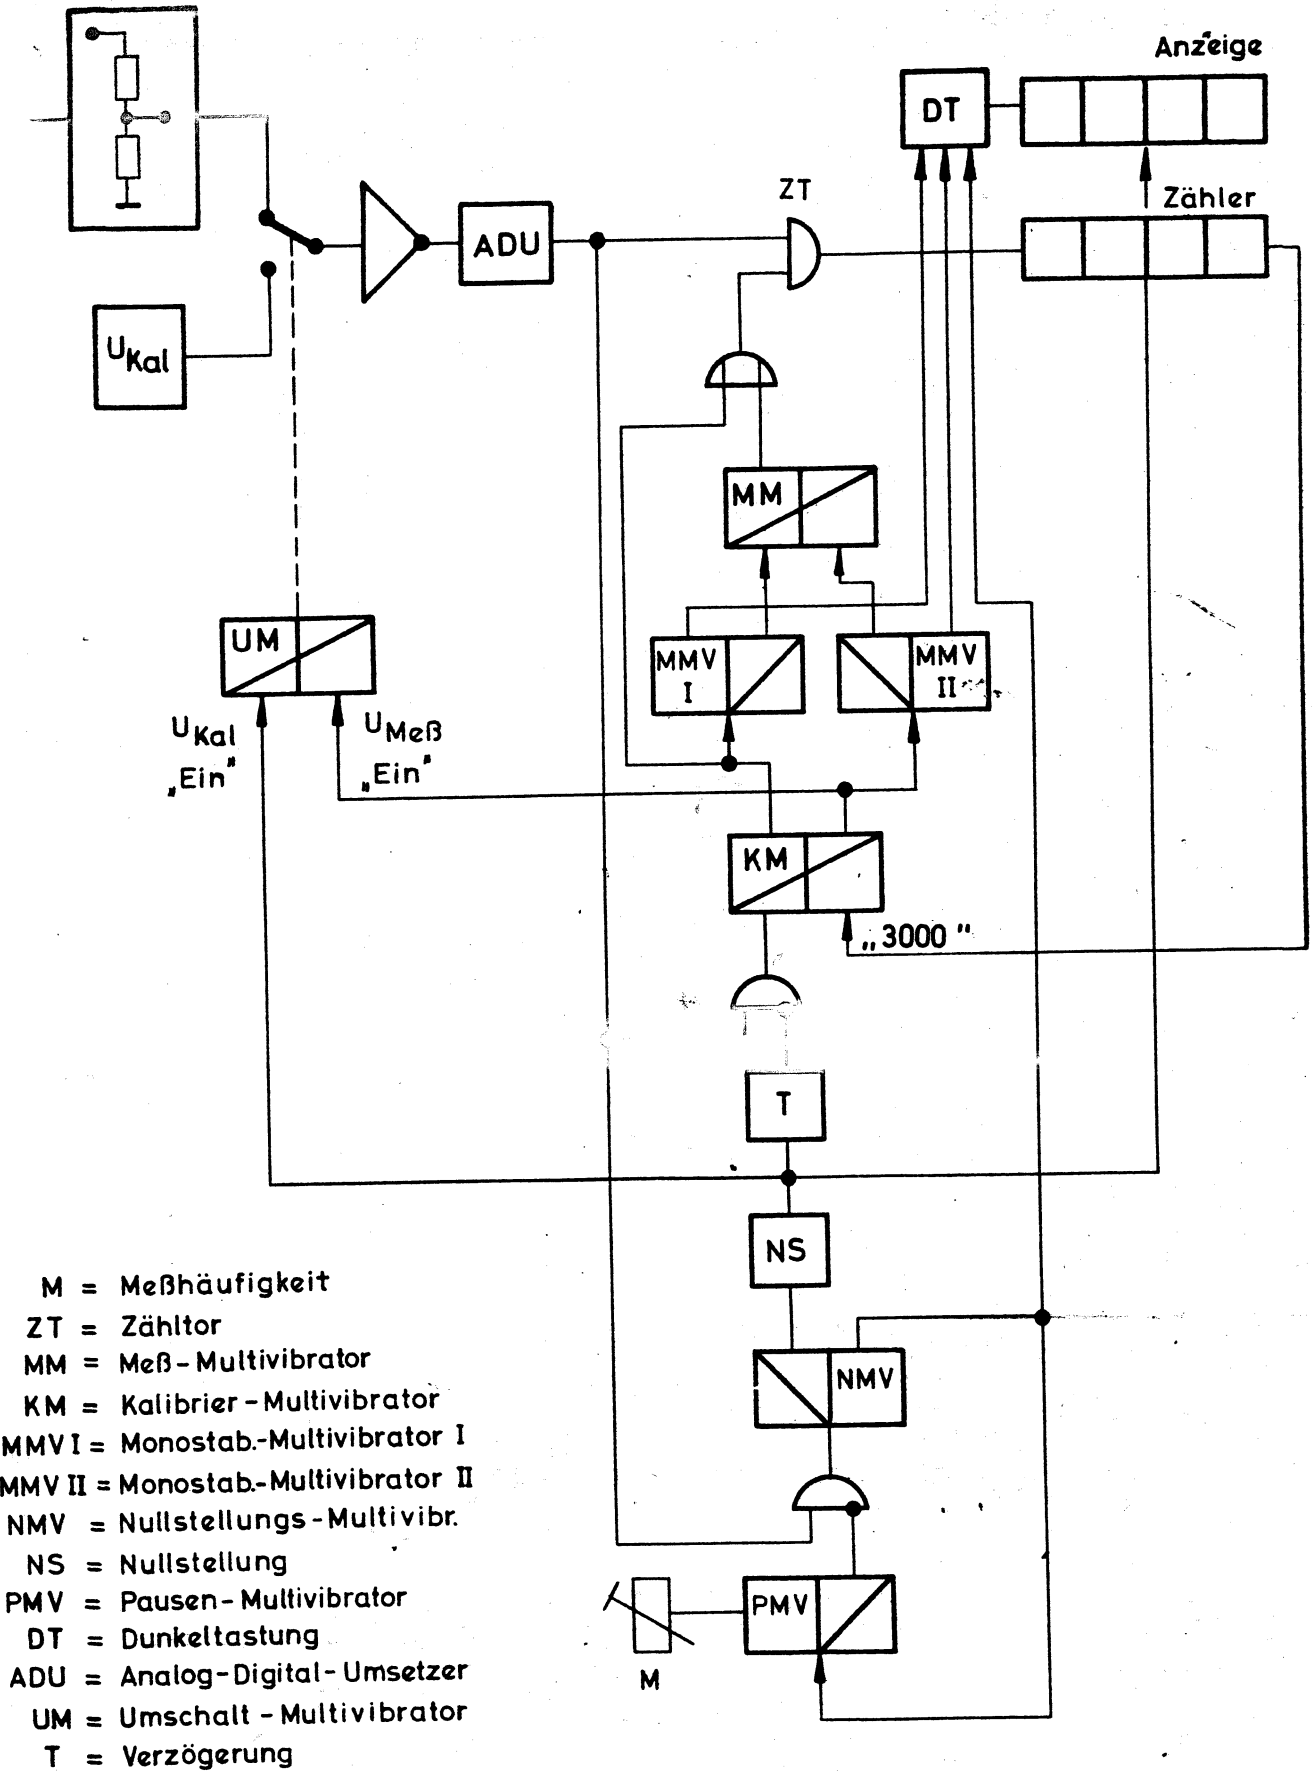 Anzeige
DT
ZT
Zähler
ADU
UKal
MM
UM
MMV
I
MMV
II
UKal
„Ein"
UMeß
„Ein"
KM
„3000"
T
NS
NMV
PMV
M
M = Meßhäufigkeit
ZT = Zähltor
MM = Meß-Multivibrator
KM = Kalibrier-Multivibrator
MMV I = Monostab.-Multivibrator I
MMV II = Monostab.-Multivibrator II
NMV = Nullstellungs-Multivibr.
NS = Nullstellung
PMV = Pausen-Multivibrator
DT = Dunkeltastung
ADU = Analog-Digital-Umsetzer
UM = Umschalt-Multivibrator
T = Verzögerung